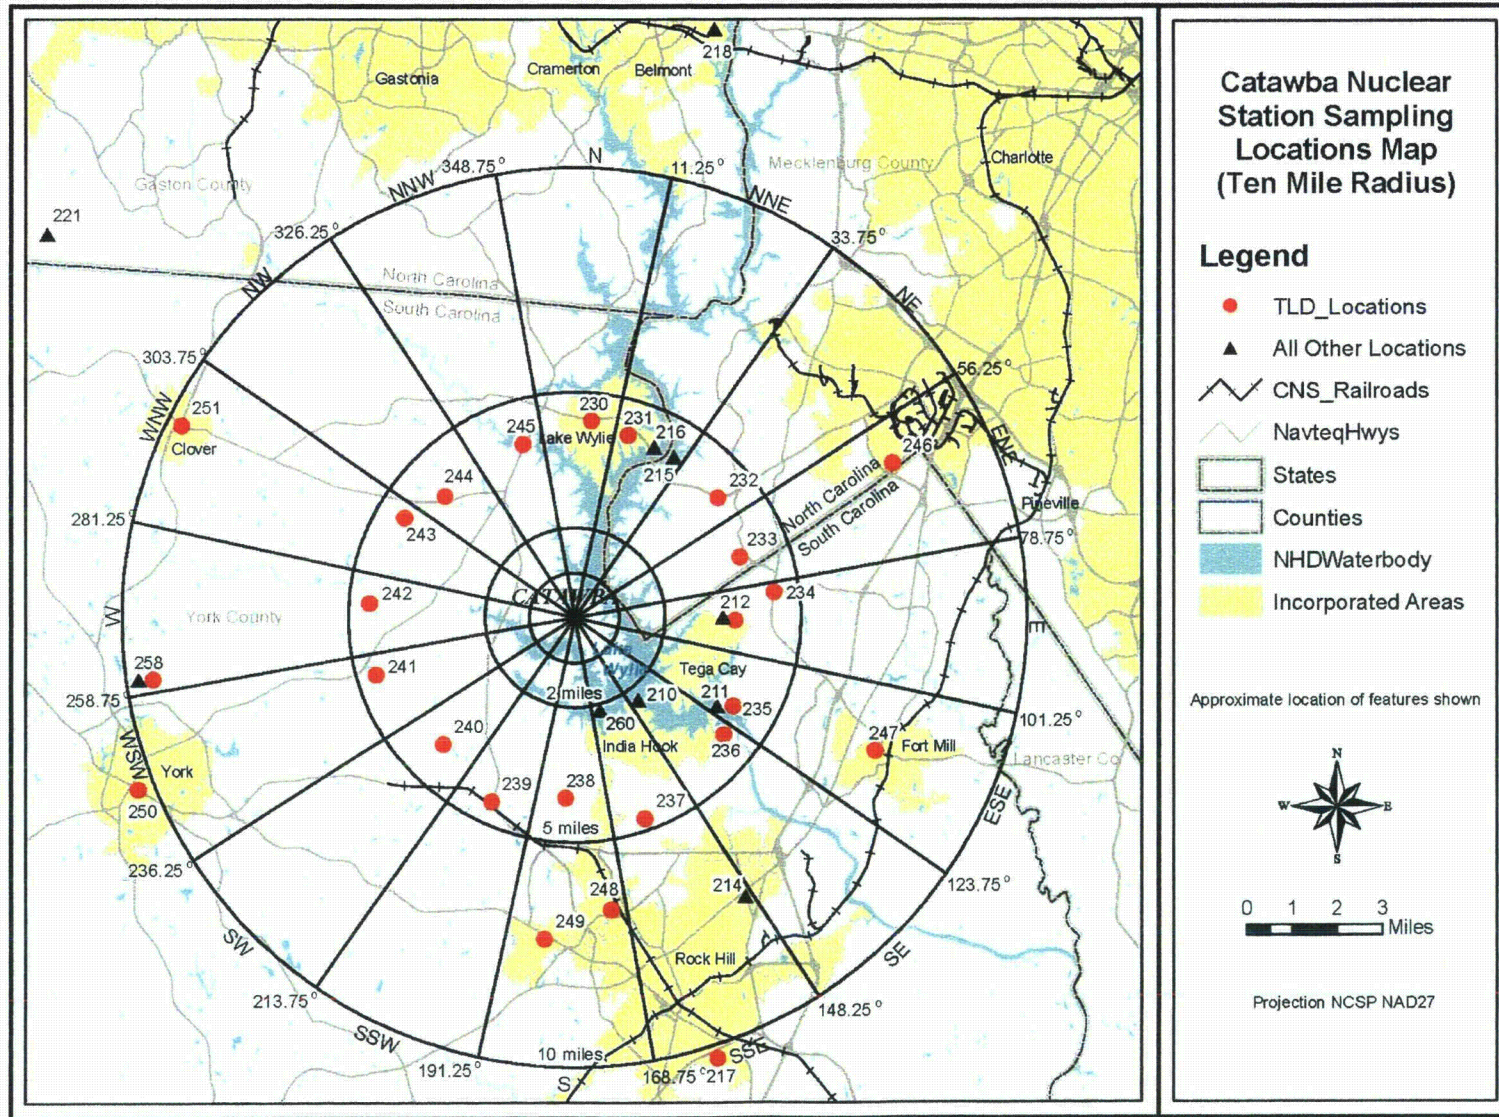 218
Cramerton
Belmont
Gastonia
Charlotte
Mecklenburg County
N
348.75°
11.25°
NNW
NNE
Gaston County
221
326.25°
33.75°
NW
NE
North Carolina
South Carolina
303.75°
56.25°
WNW
251
Clover
230
231
245
Lake Wylie
216
215
246
ENE
244
232
North Carolina
South Carolina
Pineville
281.25°
243
233
78.75°
242
234
212
CATAWBA
W
York County
E
Lake
Wylie
Tega Cay
258
241
258.75°
2 miles
210
211
235
260
101.25°
India Hook
236
240
247
Fort Mill
Lancaster Co
WSW
York
250
239
238
237
5 miles
ESE
236.25°
123.75°
248
214
249
SW
Rock Hill
SE
213.75°
148.25°
SSW
10 miles
SSE
191.25°
S
168.75°
217
Catawba Nuclear
Station Sampling
Locations Map
(Ten Mile Radius)
Legend
TLD_Locations
All Other Locations
CNS_Railroads
NavteqHwys
States
Counties
NHDWaterbody
Incorporated Areas
Approximate location of features shown
N
W
E
S
0 1 2 3
Miles
Projection NCSP NAD27